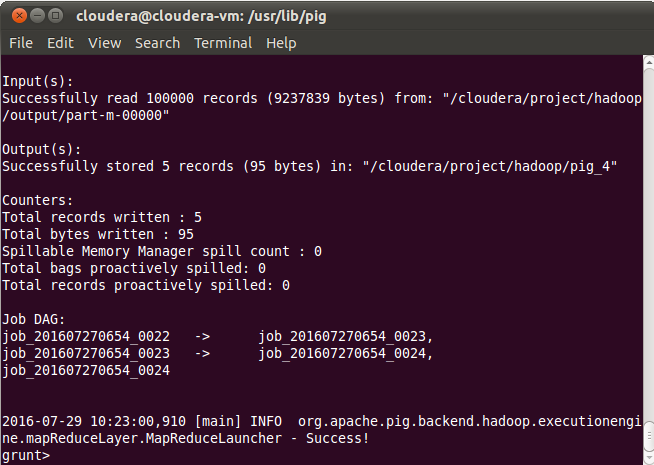 cloudera@cloudera-vm: /usr/lib/pig
File Edit View Search Terminal Help
Input(s):
Successfully read 100000 records (9237839 bytes) from: "/cloudera/project/hadoop
/output/part-m-00000"
Output(s):
Successfully stored 5 records (95 bytes) in: "/cloudera/project/hadoop/pig_4"
Counters:
Total records written : 5
Total bytes written : 95
Spillable Memory Manager spill count : 0
Total bags proactively spilled: 0
Total records proactively spilled: 0
Job DAG:
job_201607270654_0022   ->      job_201607270654_0023,
job_201607270654_0023   ->      job_201607270654_0024,
job_201607270654_0024
2016-07-29 10:23:00,910 [main] INFO  org.apache.pig.backend.hadoop.executionengi
ne.mapReduceLayer.MapReduceLauncher - Success!
grunt>